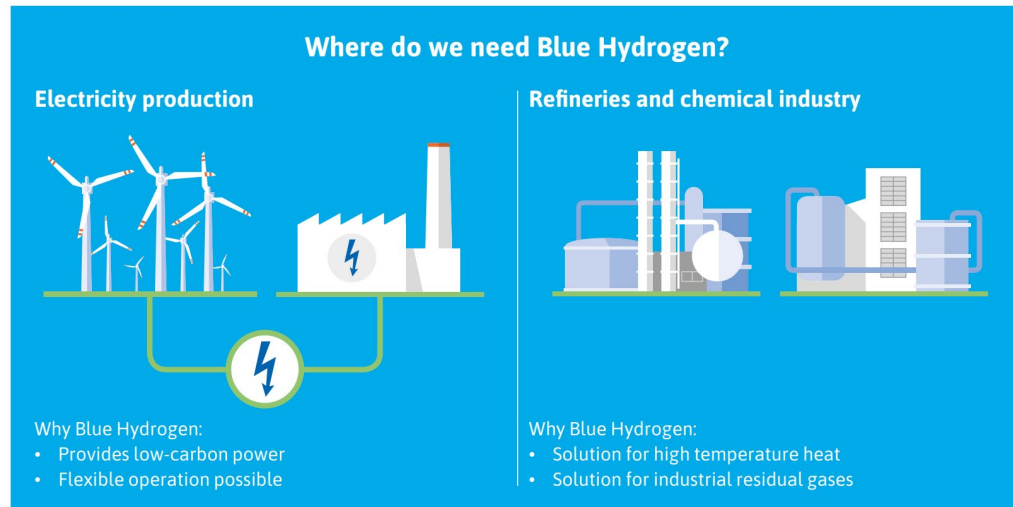 Where do we need Blue Hydrogen?
Electricity production
Why Blue Hydrogen:
• Provides low-carbon power
• Flexible operation possible
Refineries and chemical industry
Why Blue Hydrogen:
• Solution for high temperature heat
• Solution for industrial residual gases